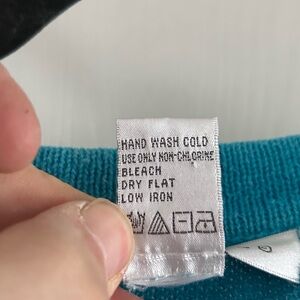 HAND WASH COLD
USE ONLY NON-CHLORINE
BLEACH
DRY FLAT
LOW IRON